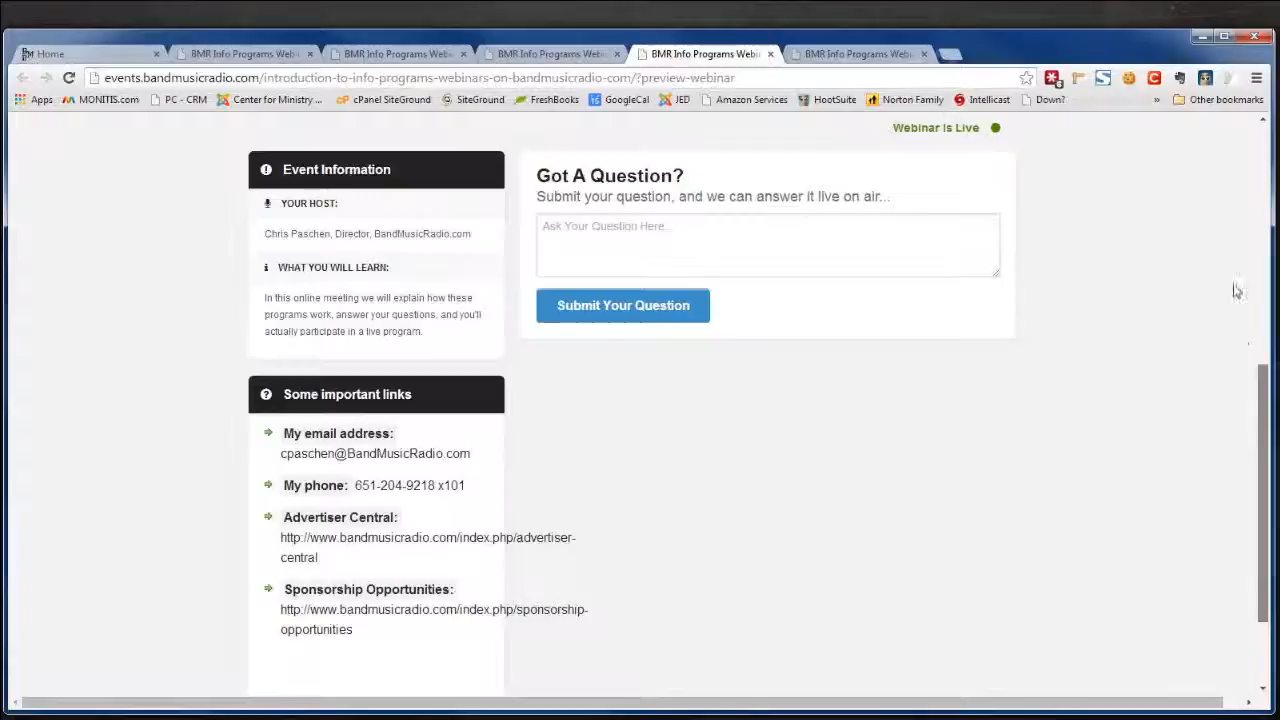 Home
BMR Info Programs Web
BMR Info Programs Web
BMR Info Programs Web
BMR Info Programs Webi
BMR Info Programs Web
events.bandmusicradio.com/introduction-to-info-programs-webinars-on-bandmusicradio-com/?preview-webinar
Apps MONITIS.com PC - CRM Center for Ministry ... cPanel SiteGround SiteGround FreshBooks GoogleCal JED Amazon Services HootSuite Norton Family Intellicast Down? » Other bookmarks
Webinar Is Live
Event Information
YOUR HOST:
Chris Paschen, Director, BandMusicRadio.com
WHAT YOU WILL LEARN:
In this online meeting we will explain how these
programs work, answer your questions, and you'll
actually participate in a live program.
Got A Question?
Submit your question, and we can answer it live on air...
Ask Your Question Here...
Submit Your Question
Some important links
My email address:
cpaschen@BandMusicRadio.com
My phone: 651-204-9218 x101
Advertiser Central:
http://www.bandmusicradio.com/index.php/advertiser-
central
Sponsorship Opportunities:
http://www.bandmusicradio.com/index.php/sponsorship-
opportunities